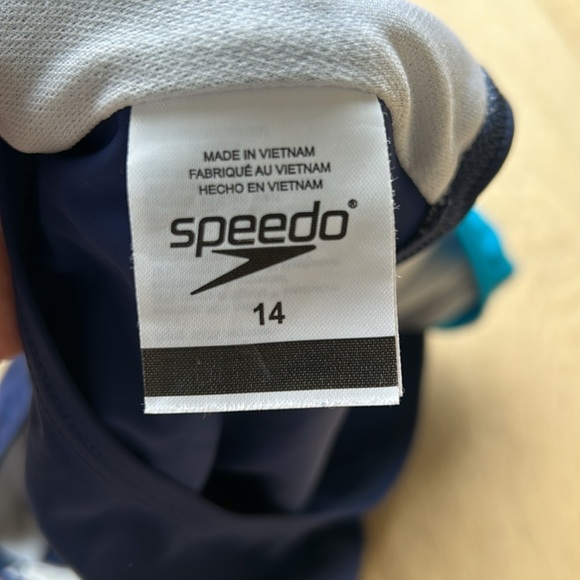 MADE IN VIETNAM
FABRIQUÉ AU VIETNAM
HECHO EN VIETNAM
speedo®
14